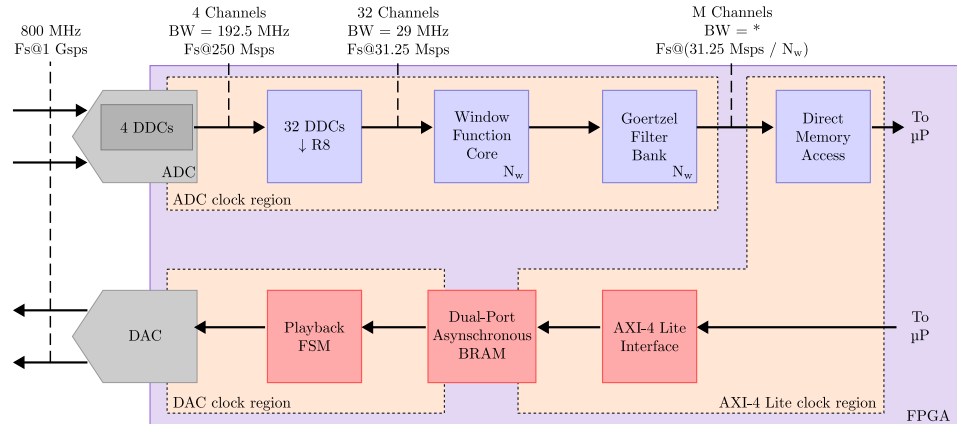 800 MHz
Fs@1 Gsps
4 Channels
BW = 192.5 MHz
Fs@250 Msps
32 Channels
BW = 29 MHz
Fs@31.25 Msps
M Channels
BW = *
Fs@(31.25 Msps / Nw)
4 DDCs
ADC
32 DDCs
↓ R8
Window
Function
Core
Nw
Goertzel
Filter
Bank
Nw
Direct
Memory
Access
To
µP
ADC clock region
DAC
Playback
FSM
Dual-Port
Asynschronous
BRAM
AXI-4 Lite
Interface
To
µP
DAC clock region
AXI-4 Lite clock region
FPGA